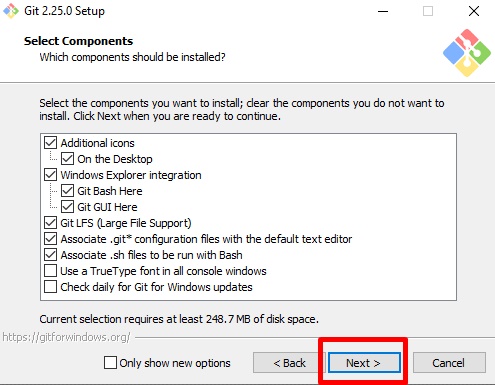 Git 2.25.0 Setup
Select Components
Which components should be installed?
Select the components you want to install; clear the components you do not want to
install. Click Next when you are ready to continue.
Additional icons
On the Desktop
Windows Explorer integration
Git Bash Here
Git GUI Here
Git LFS (Large File Support)
Associate .git* configuration files with the default text editor
Associate .sh files to be run with Bash
Use a TrueType font in all console windows
Check daily for Git for Windows updates
Current selection requires at least 248.7 MB of disk space.
https://gitforwindows.org/
Only show new options
< Back
Next >
Cancel